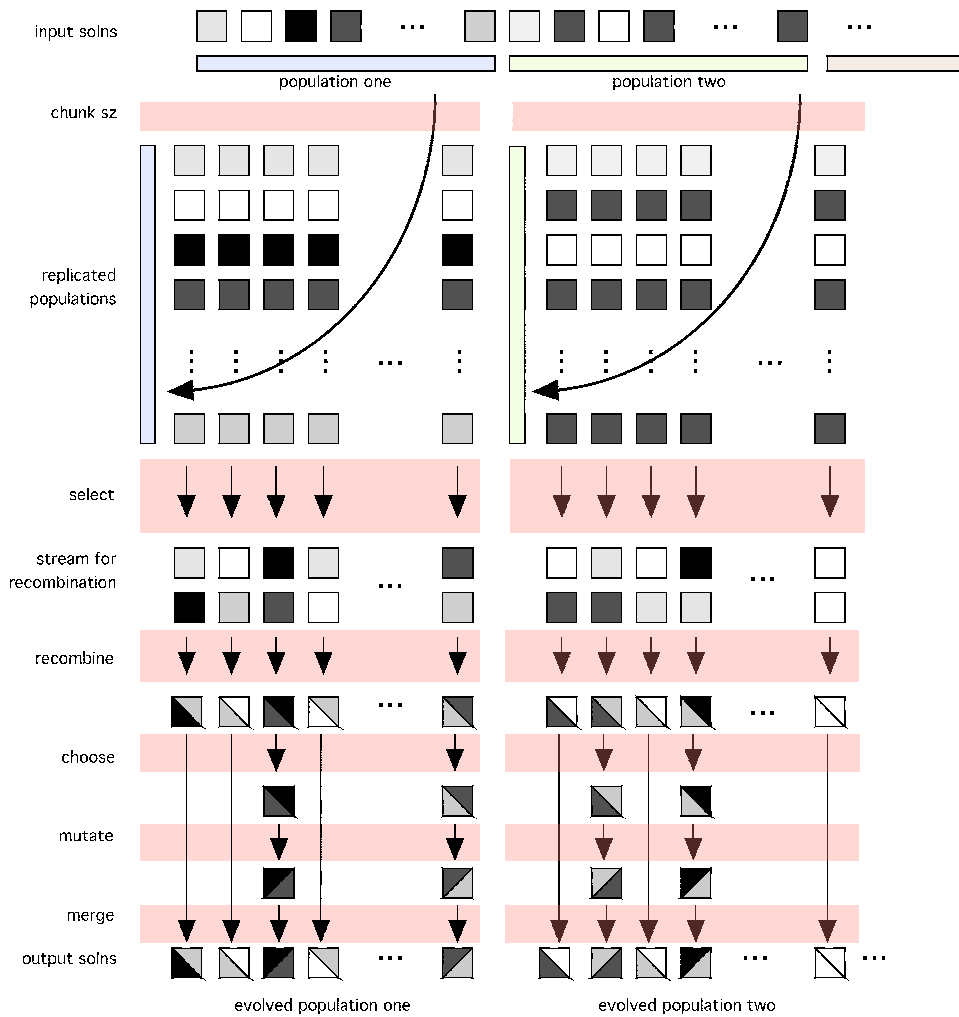 input solns
population one
population two
chunk sz
replicated
populations
select
stream for
recombination
recombine
choose
mutate
merge
output solns
evolved population one
evolved population two